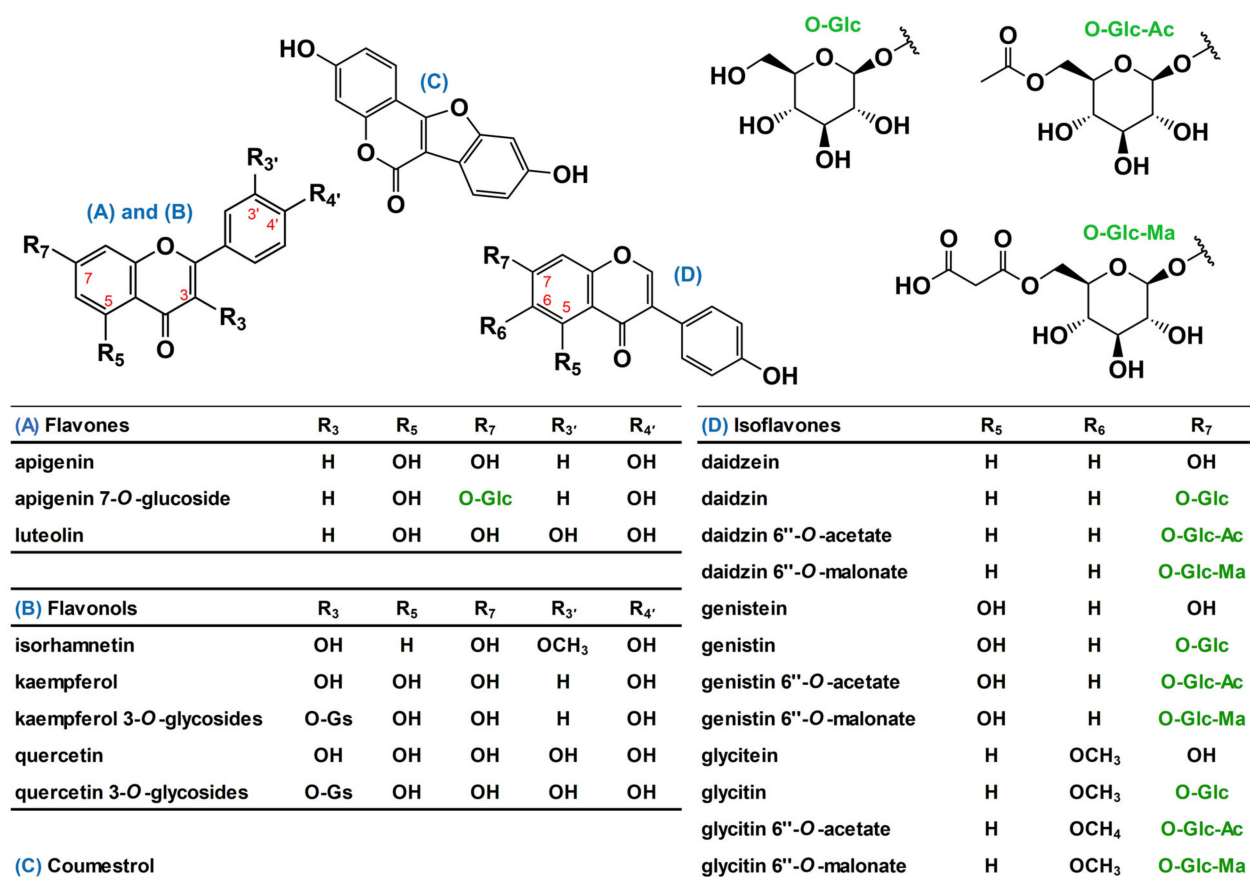 O-Glc
O-Glc-Ac
HO
(C)
O
O
O
O
HO
HO
OH
OH
O
O
O
O
HO
OH
OH
O
O
OH
R3'
R4'
3'
4'
(A) and (B)
R7
O
7
5
3
R3
R5
O
R7
O
(D)
7
6
5
R6
R5
O
OH
O-Glc-Ma
O
O
HO
O
O
O
HO
OH
OH
(A) Flavones R3 R5 R7 R3′ R4′
apigenin H OH OH H OH
apigenin 7-O-glucoside H OH O-Glc H OH
luteolin H OH OH OH OH
(B) Flavonols R3 R5 R7 R3′ R4′
isorhamnetin OH H OH OCH3 OH
kaempferol OH OH OH H OH
kaempferol 3-O-glycosides O-Gs OH OH H OH
quercetin OH OH OH OH OH
quercetin 3-O-glycosides O-Gs OH OH OH OH
(C) Coumestrol
(D) Isoflavones R5 R6 R7
daidzein H H OH
daidzin H H O-Glc
daidzin 6"-O-acetate H H O-Glc-Ac
daidzin 6"-O-malonate H H O-Glc-Ma
genistein OH H OH
genistin OH H O-Glc
genistin 6"-O-acetate OH H O-Glc-Ac
genistin 6"-O-malonate OH H O-Glc-Ma
glycitein H OCH3 OH
glycitin H OCH3 O-Glc
glycitin 6"-O-acetate H OCH4 O-Glc-Ac
glycitin 6"-O-malonate H OCH3 O-Glc-Ma